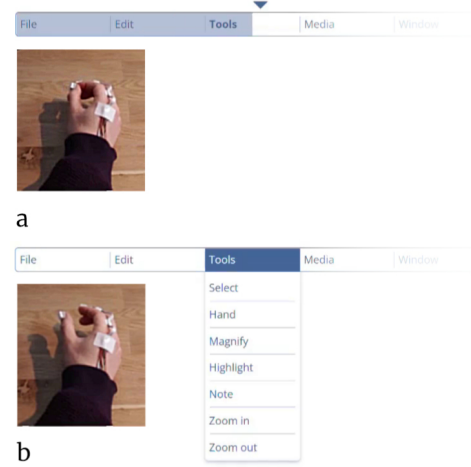 File Edit Tools Media Window
a
File Edit Tools Media Window
Select
Hand
Magnify
Highlight
Note
Zoom in
Zoom out
b